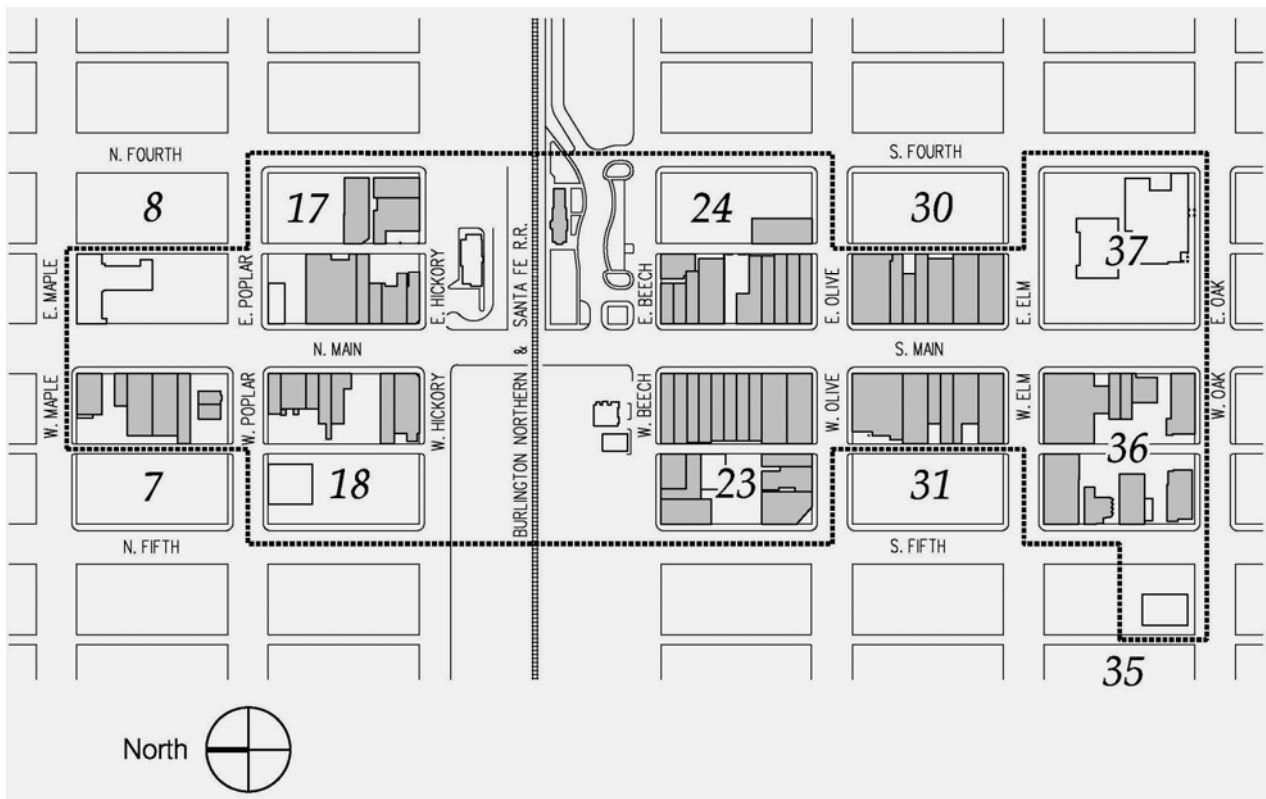 N. FOURTH
S. FOURTH
8
17
24
30
37
E. MAPLE
E. POPLAR
E. HICKORY
BURLINGTON NORTHERN & SANTA FE R.R.
E. BEECH
E. OLIVE
E. ELM
E. OAK
N. MAIN
S. MAIN
W. MAPLE
W. POPLAR
W. HICKORY
W. BEECH
W. OLIVE
W. ELM
W. OAK
7
18
23
31
36
N. FIFTH
S. FIFTH
35
North